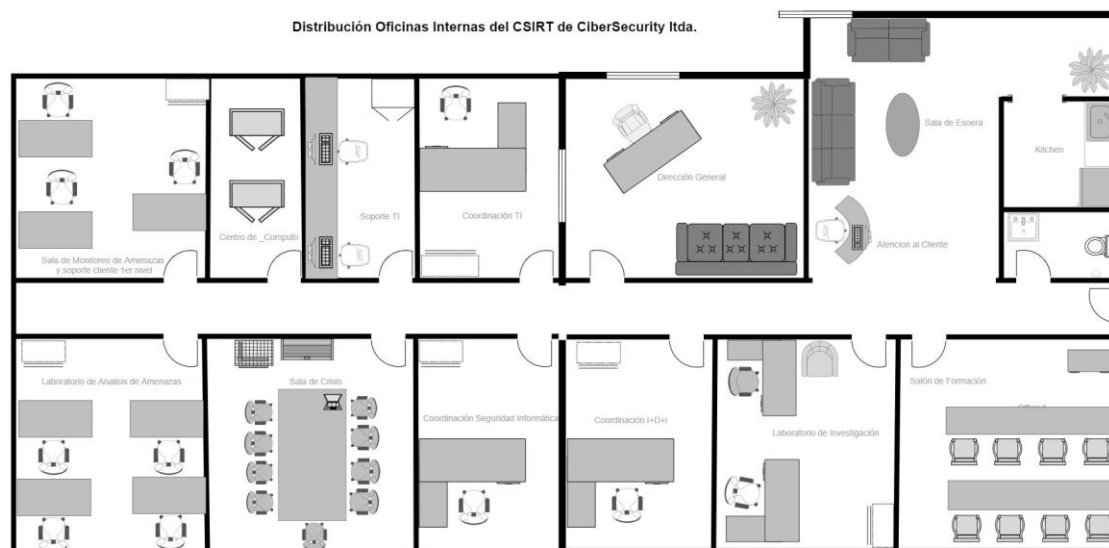 Distribución Oficinas Internas del CSIRT de CiberSecurity ltda.
Sala de Espera
Kitchen
Dirección General
Soporte TI
Coordinación TI
Centro de _Computo
Atencion al Cliente
Sala de Monitoreo de Amenazas
y soporte cliente 1er nivel
Laboratorio de Analisis de Amenazas
Sala de Crisis
Salón de Formación
Coordinación Seguridad Informática
Coordinación I+D+i
Laboratorio de Investigación